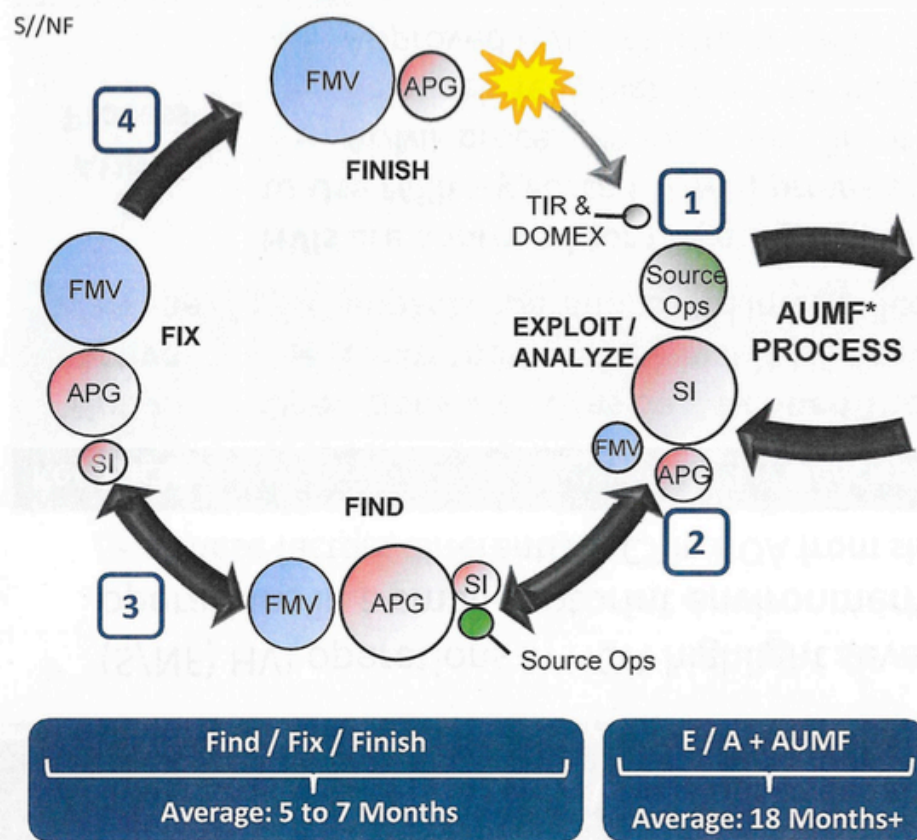 S//NF
FMV
APG
4
FINISH
TIR &
DOMEX
1
Source
Ops
AUMF*
PROCESS
EXPLOIT /
ANALYZE
SI
FMV
APG
2
FMV
FIX
APG
SI
FIND
3
FMV
APG
SI
Source Ops
Find / Fix / Finish
Average: 5 to 7 Months
E / A + AUMF
Average: 18 Months+